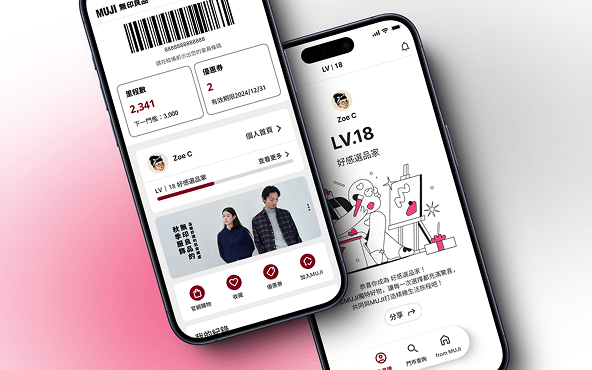 MUJI 無印良品
8888888888888
請在結帳前示出您的會員條碼
里程數
2,341
下一門檻：3,000
優惠券
2
有效期限2024/12/31
Zoe C
個人首頁
LV | 18 好感選品家
查看更多
無印良品的
秋季服飾
官網購物
收藏
優惠券
加入MUJI
我的紀錄
LV | 18
Zoe C
LV.18
好感選品家
恭喜你成為 好感選品家！
MUJI獨特好物，讓每一次選擇都充滿驚喜，
共同與MUJI打造精緻生活旅程吧！
分享
門市查詢
from MUJI